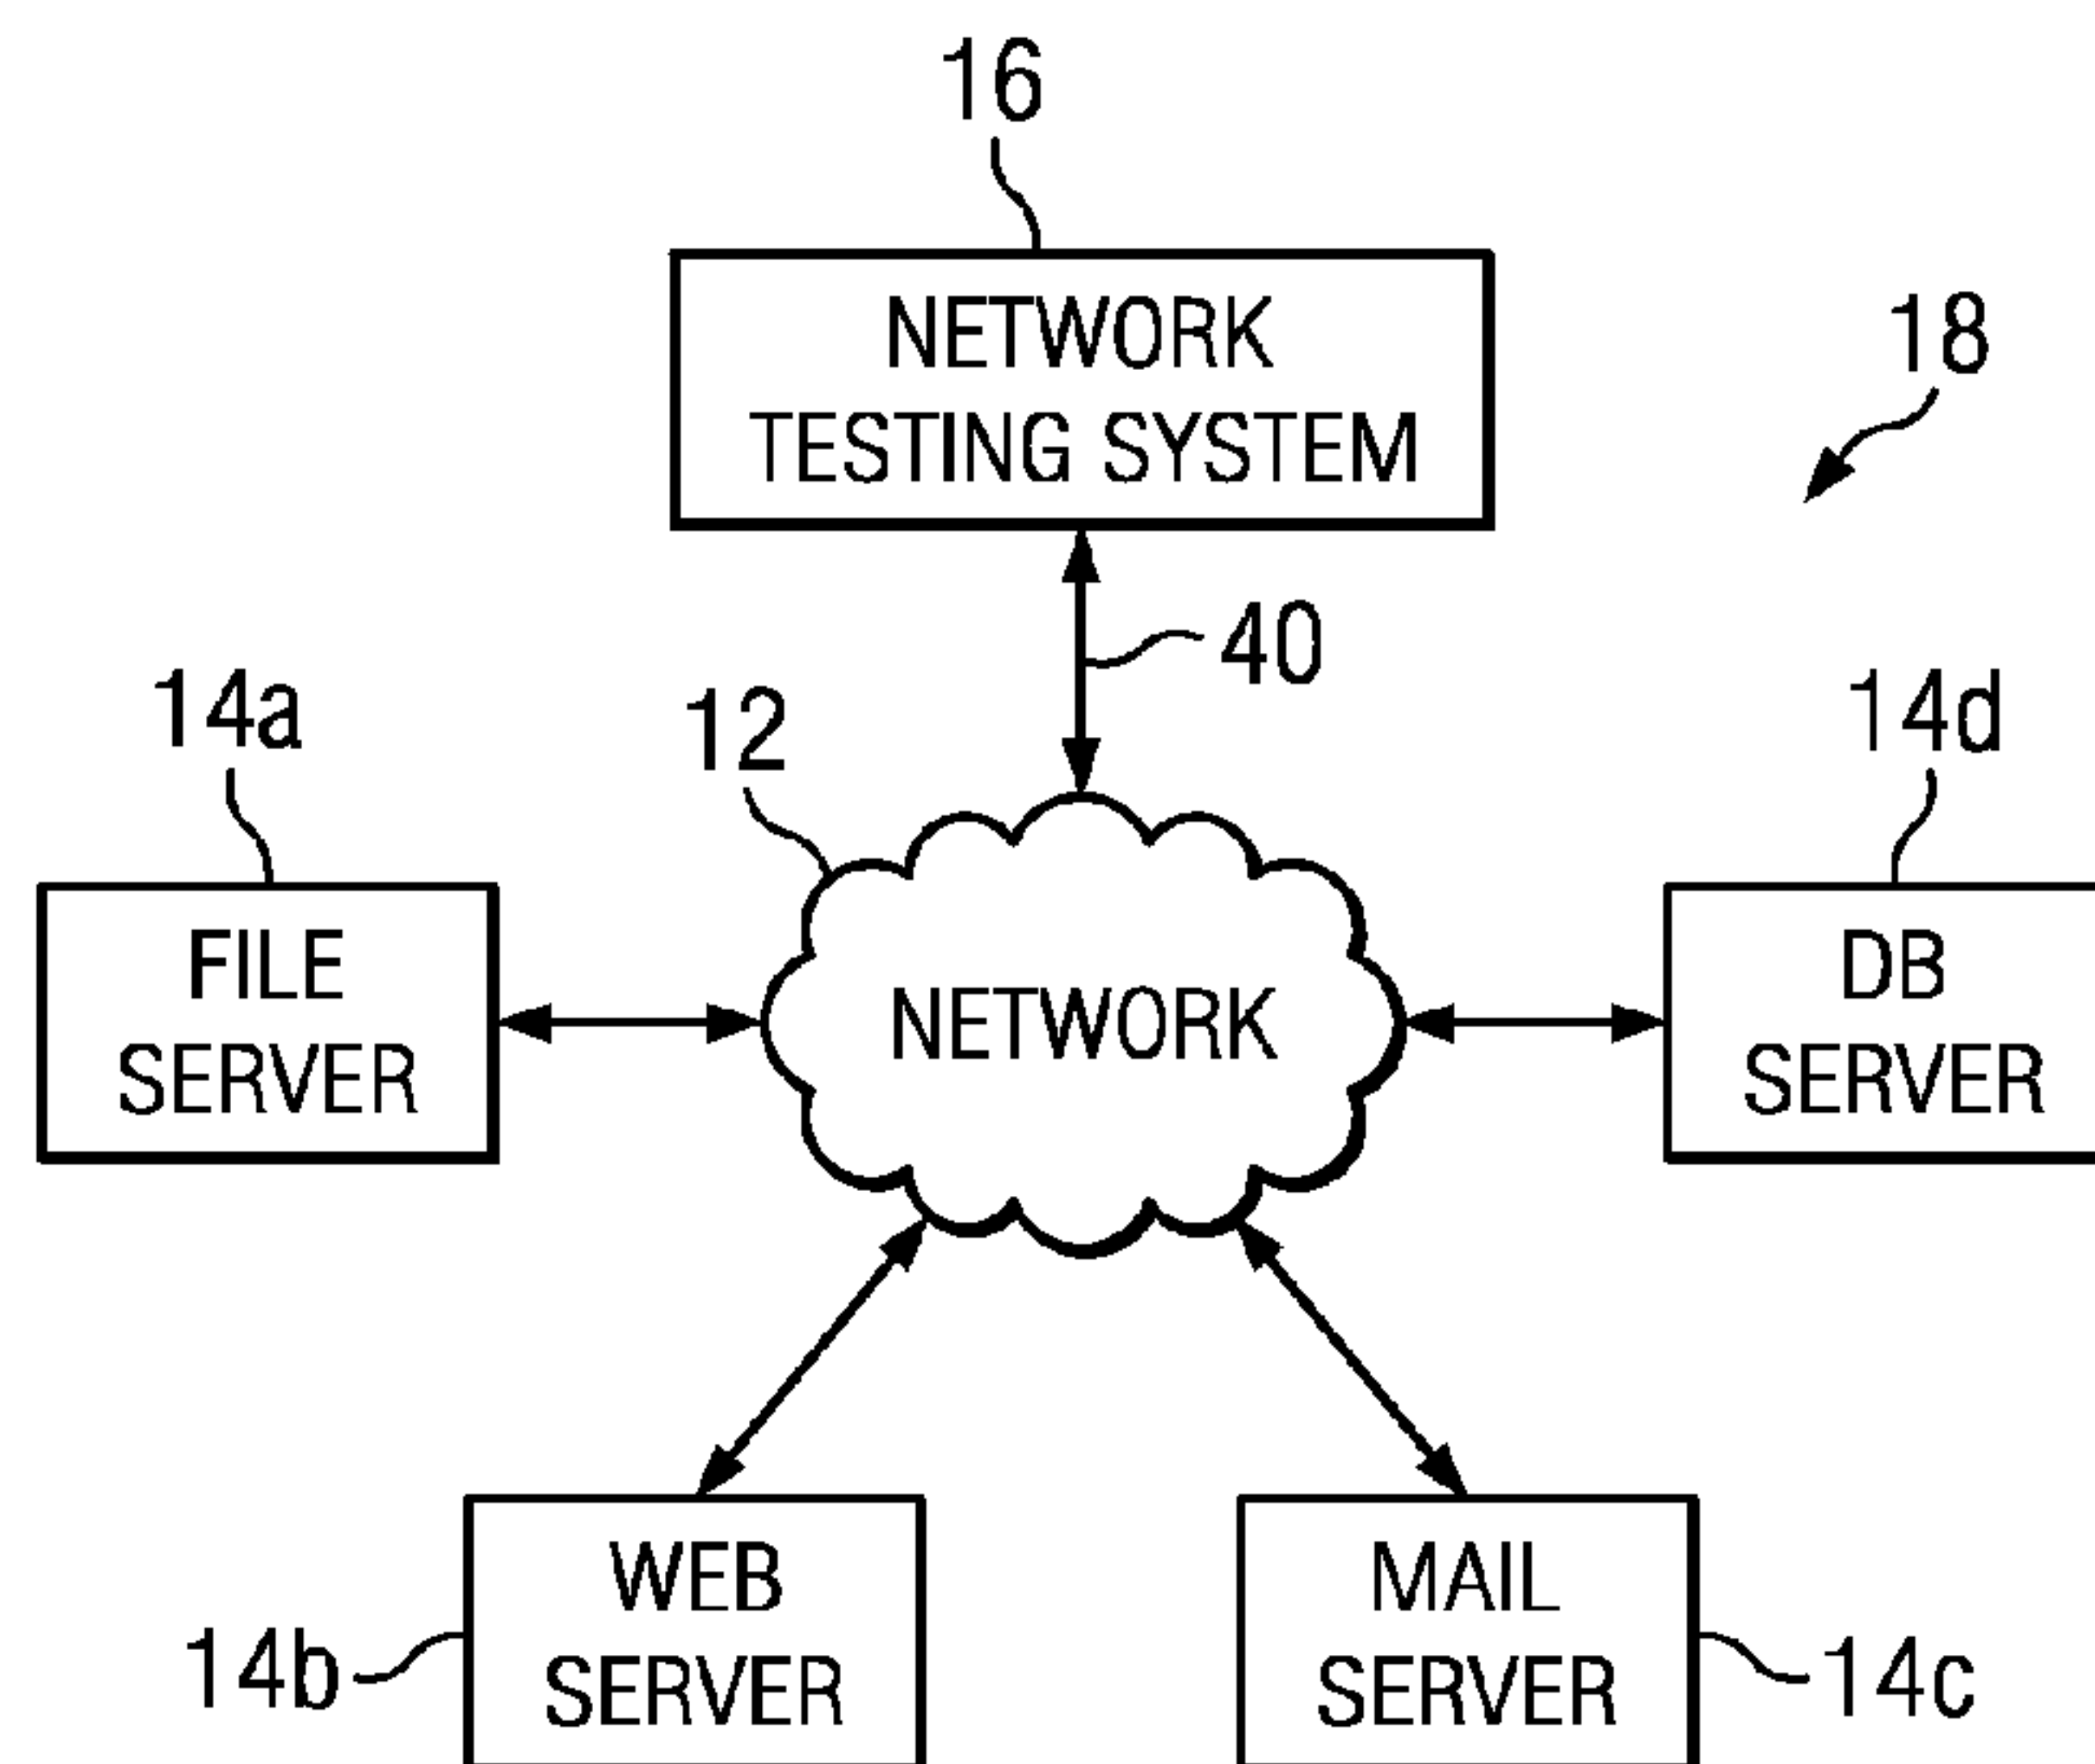 16
NETWORK
TESTING SYSTEM
18
40
14a
12
14d
FILE
SERVER
NETWORK
DB
SERVER
WEB
SERVER
14b
MAIL
SERVER
14c